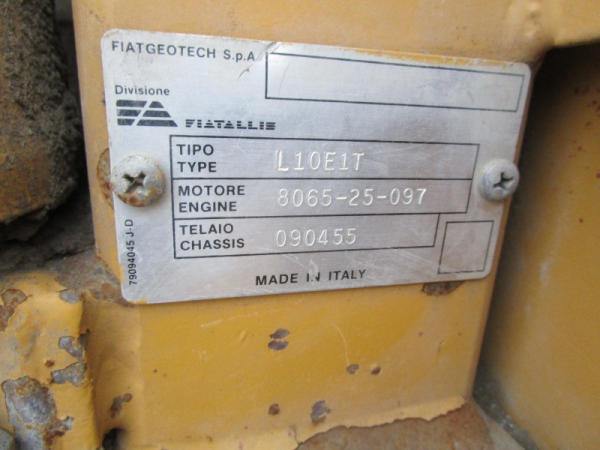 FIATGEOTECH S.p.A
Divisione
FIATALLIS
TIPO
TYPE L10E1T
MOTORE
ENGINE 8065-25-097
TELAIO
CHASSIS 090455
MADE IN ITALY
79094045 J-D